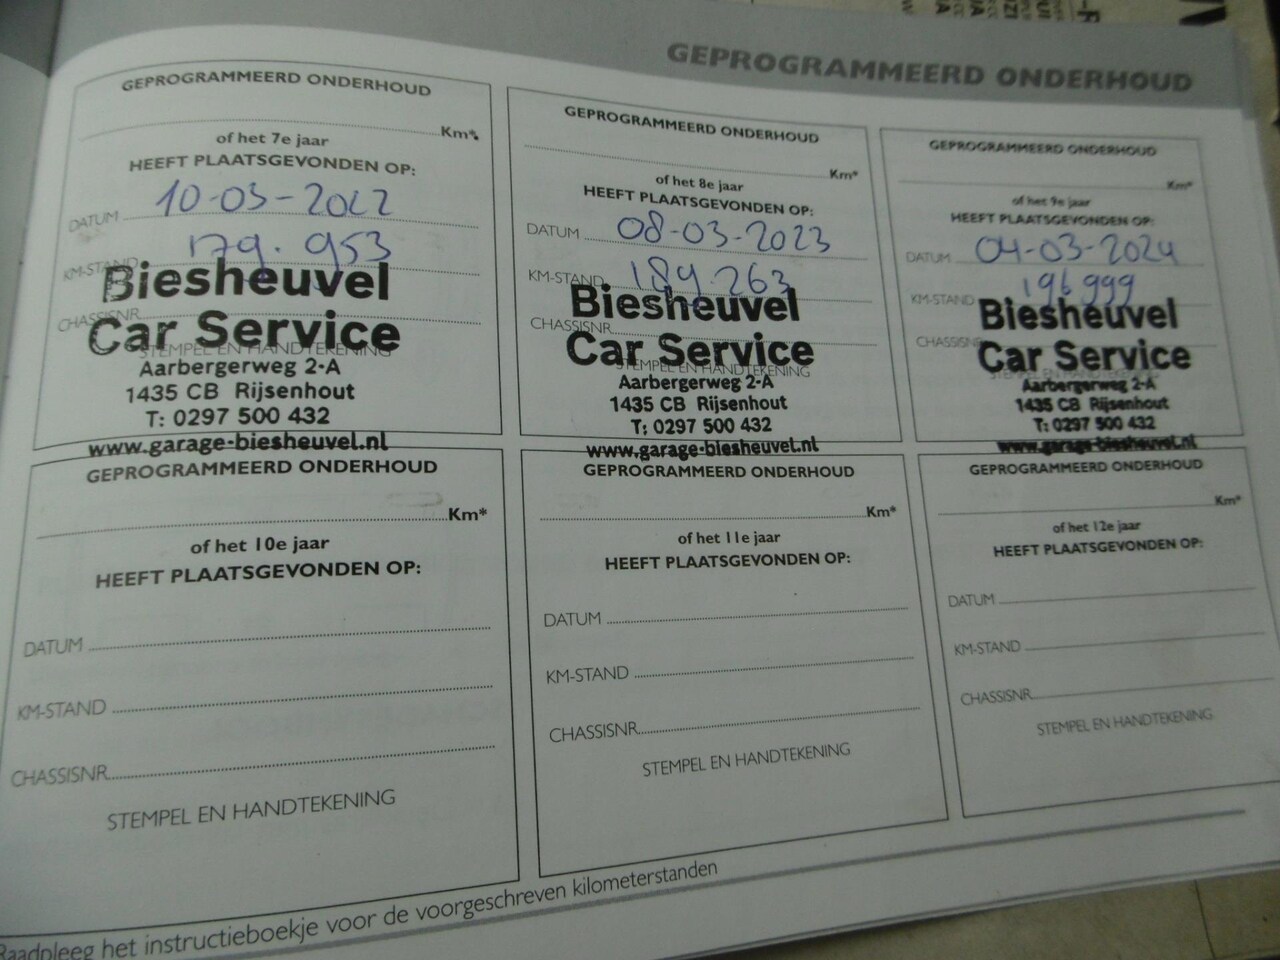 GEPROGRAMMEERD ONDERHOUD
GEPROGRAMMEERD ONDERHOUD
Km*
of het 7e jaar
HEEFT PLAATSGEVONDEN OP:
DATUM 10-03-2022
KM-STAND 179.953
CHASSISNR
STEMPEL EN HANDTEKENING
Biesheuvel
Car Service
Aarbergerweg 2-A
1435 CB Rijsenhout
T: 0297 500 432
www.garage-biesheuvel.nl
GEPROGRAMMEERD ONDERHOUD
Km*
of het 8e jaar
HEEFT PLAATSGEVONDEN OP:
DATUM 08-03-2023
KM-STAND 189.263
CHASSISNR
STEMPEL EN HANDTEKENING
Biesheuvel
Car Service
Aarbergerweg 2-A
1435 CB Rijsenhout
T: 0297 500 432
www.garage-biesheuvel.nl
GEPROGRAMMEERD ONDERHOUD
Km*
of het 9e jaar
HEEFT PLAATSGEVONDEN OP:
DATUM 04-03-2024
KM-STAND 196999
CHASSISNR
Biesheuvel
Car Service
Aarbergerweg 2-A
1435 CB Rijsenhout
T: 0297 500 432
www.garage-biesheuvel.nl
GEPROGRAMMEERD ONDERHOUD
Km*
of het 10e jaar
HEEFT PLAATSGEVONDEN OP:
DATUM
KM-STAND
CHASSISNR
STEMPEL EN HANDTEKENING
GEPROGRAMMEERD ONDERHOUD
Km*
of het 11e jaar
HEEFT PLAATSGEVONDEN OP:
DATUM
KM-STAND
CHASSISNR
STEMPEL EN HANDTEKENING
GEPROGRAMMEERD ONDERHOUD
Km*
of het 12e jaar
HEEFT PLAATSGEVONDEN OP:
DATUM
KM-STAND
CHASSISNR
STEMPEL EN HANDTEKENING
Raadpleeg het instructieboekje voor de voorgeschreven kilometerstanden